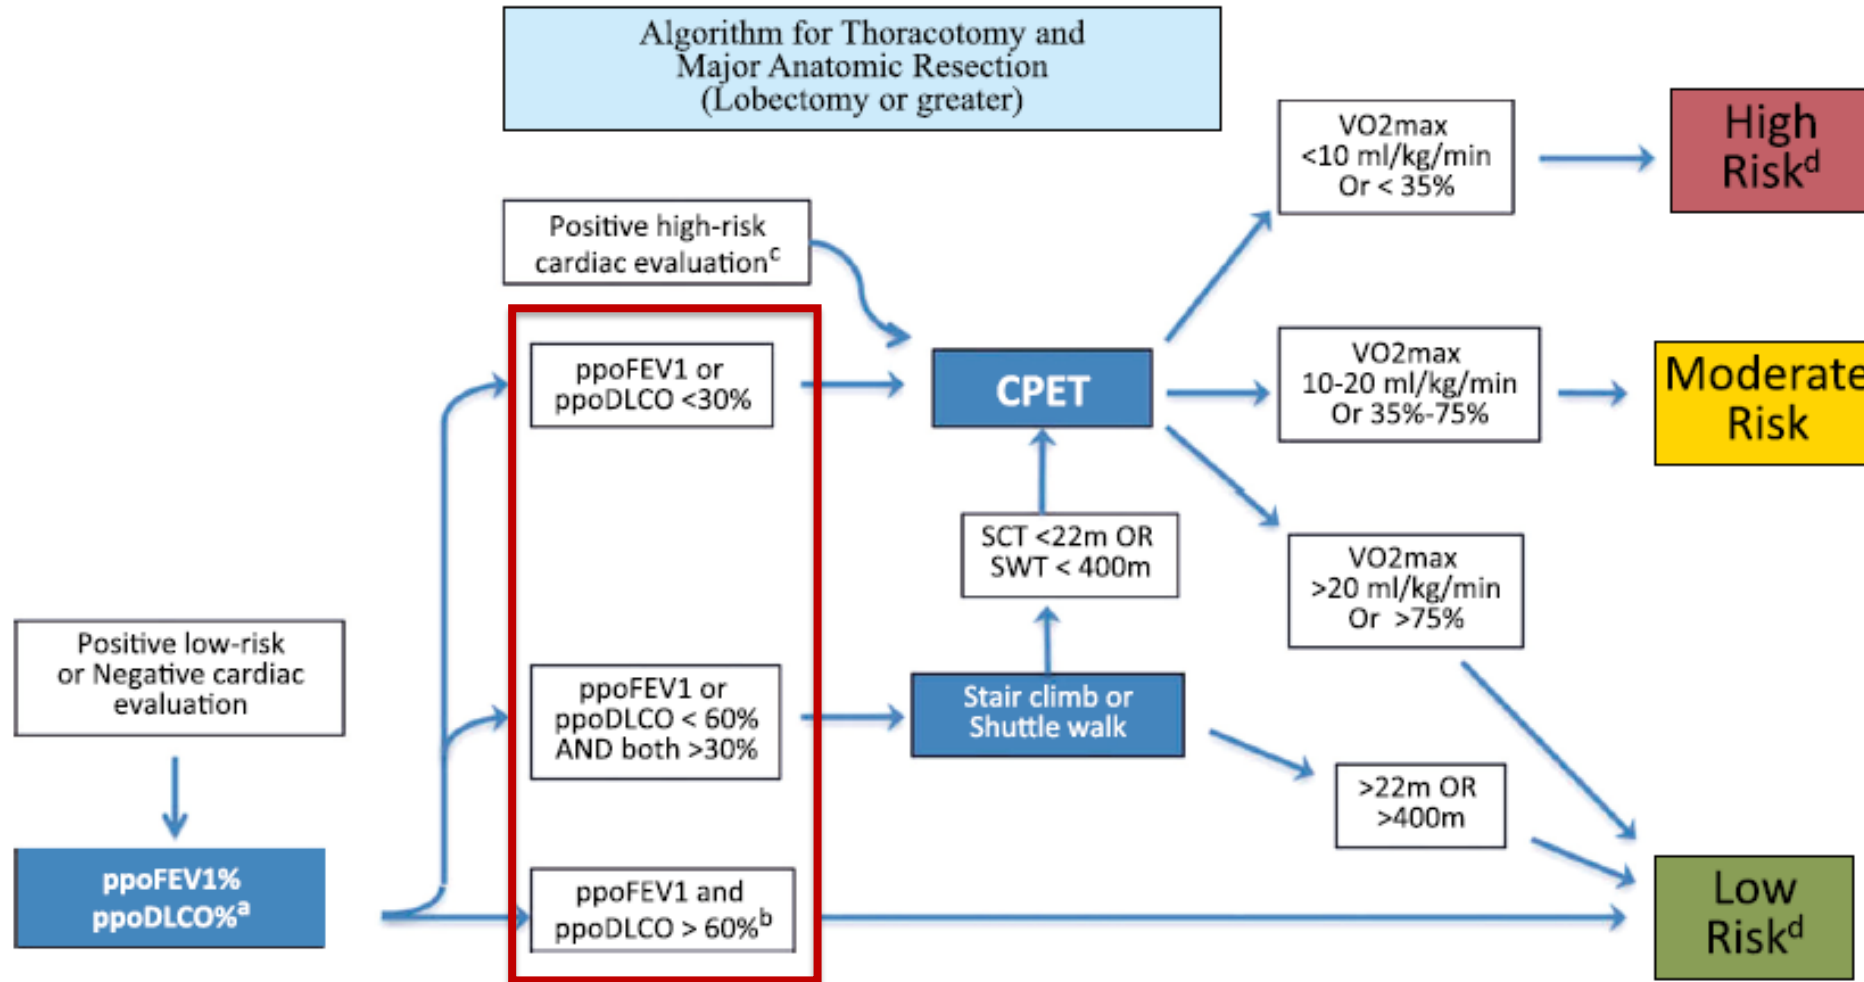 Algorithm for Thoracotomy and
Major Anatomic Resection
(Lobectomy or greater)
VO2max
<10 ml/kg/min
Or < 35%
High
Riskᵈ
Positive high-risk
cardiac evaluationᶜ
ppoFEV1 or
ppoDLCO <30%
CPET
VO2max
10-20 ml/kg/min
Or 35%-75%
Moderate
Risk
SCT <22m OR
SWT < 400m
VO2max
>20 ml/kg/min
Or >75%
Positive low-risk
or Negative cardiac
evaluation
ppoFEV1 or
ppoDLCO < 60%
AND both >30%
Stair climb or
Shuttle walk
>22m OR
>400m
ppoFEV1%
ppoDLCO%ᵃ
ppoFEV1 and
ppoDLCO > 60%ᵇ
Low
Riskᵈ